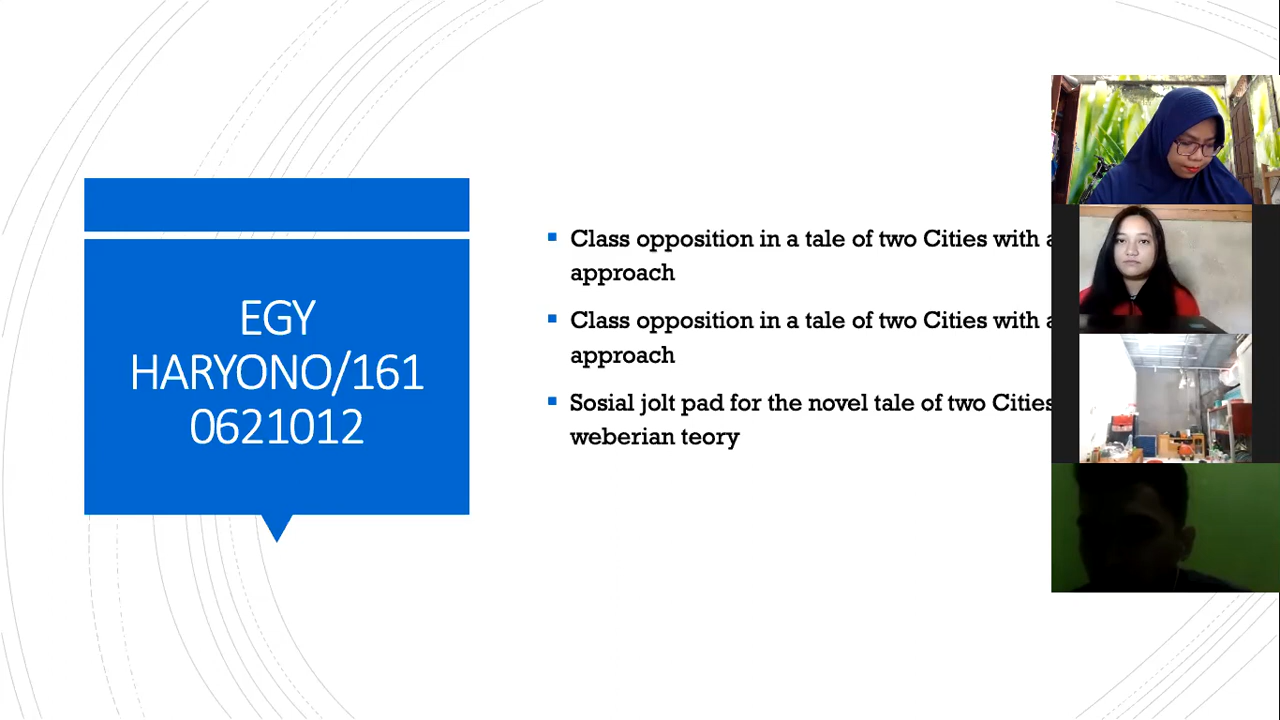 EGY
HARYONO/161
0621012
Class opposition in a tale of two Cities with a
approach
Class opposition in a tale of two Cities with a
approach
Sosial jolt pad for the novel tale of two Cities
weberian teory